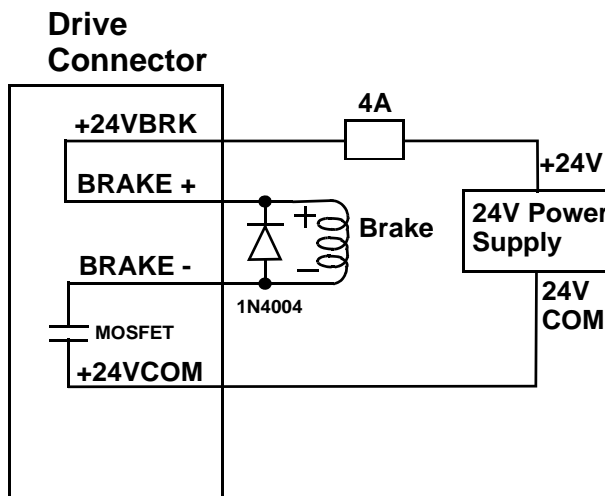 Drive
Connector
4A
+24VBRK
+24V
BRAKE +
+
Brake
24V Power
Supply
BRAKE -
–
1N4004
24V
COM
MOSFET
+24VCOM